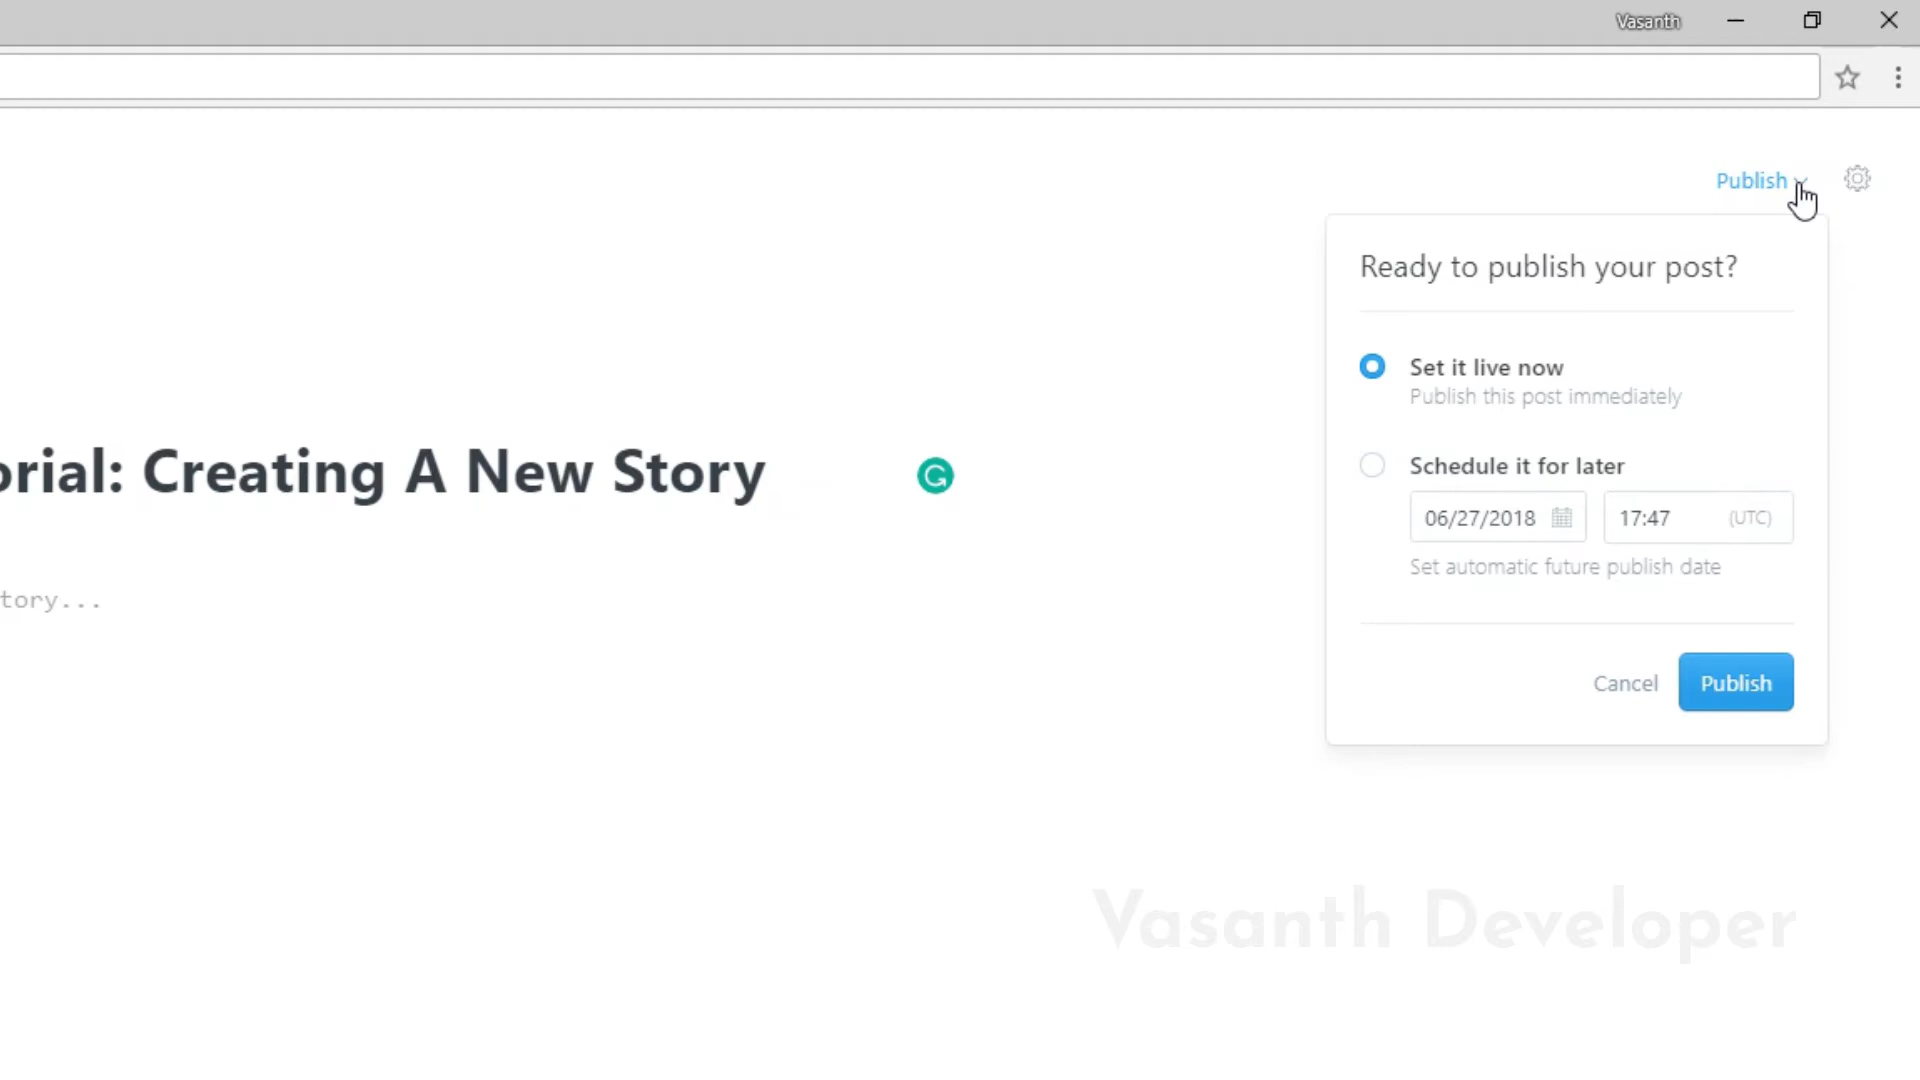 Vasanth
Publish
Ready to publish your post?
Set it live now
Publish this post immediately
orial: Creating A New Story
Schedule it for later
06/27/2018 17:47 (UTC)
Set automatic future publish date
tory...
Cancel Publish
Vasanth Developer